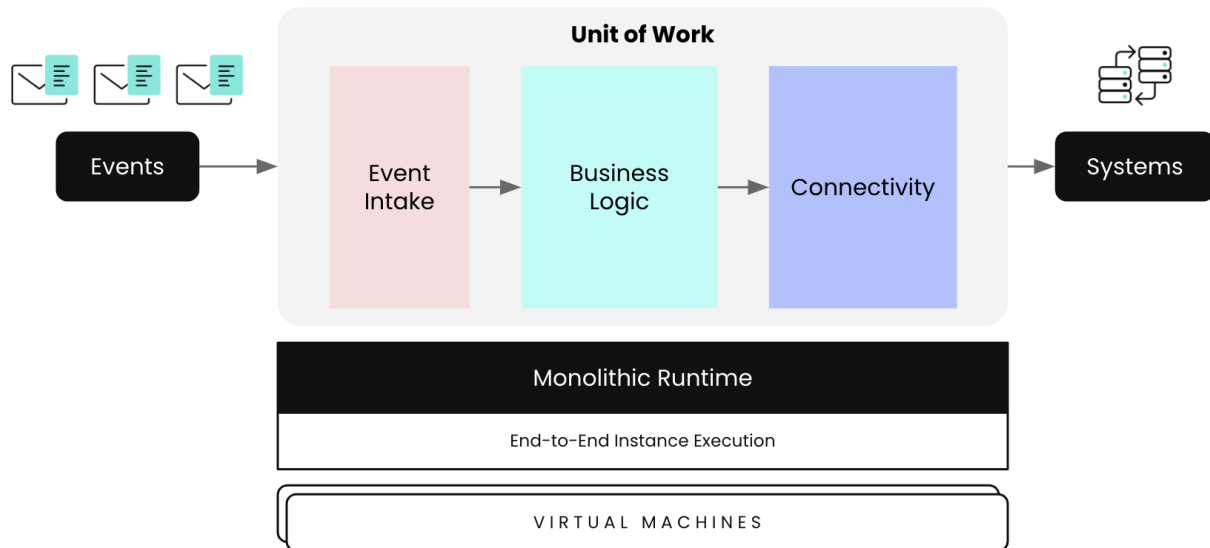 Unit of Work
Events
Event
Intake
Business
Logic
Connectivity
Systems
Monolithic Runtime
End-to-End Instance Execution
VIRTUAL MACHINES